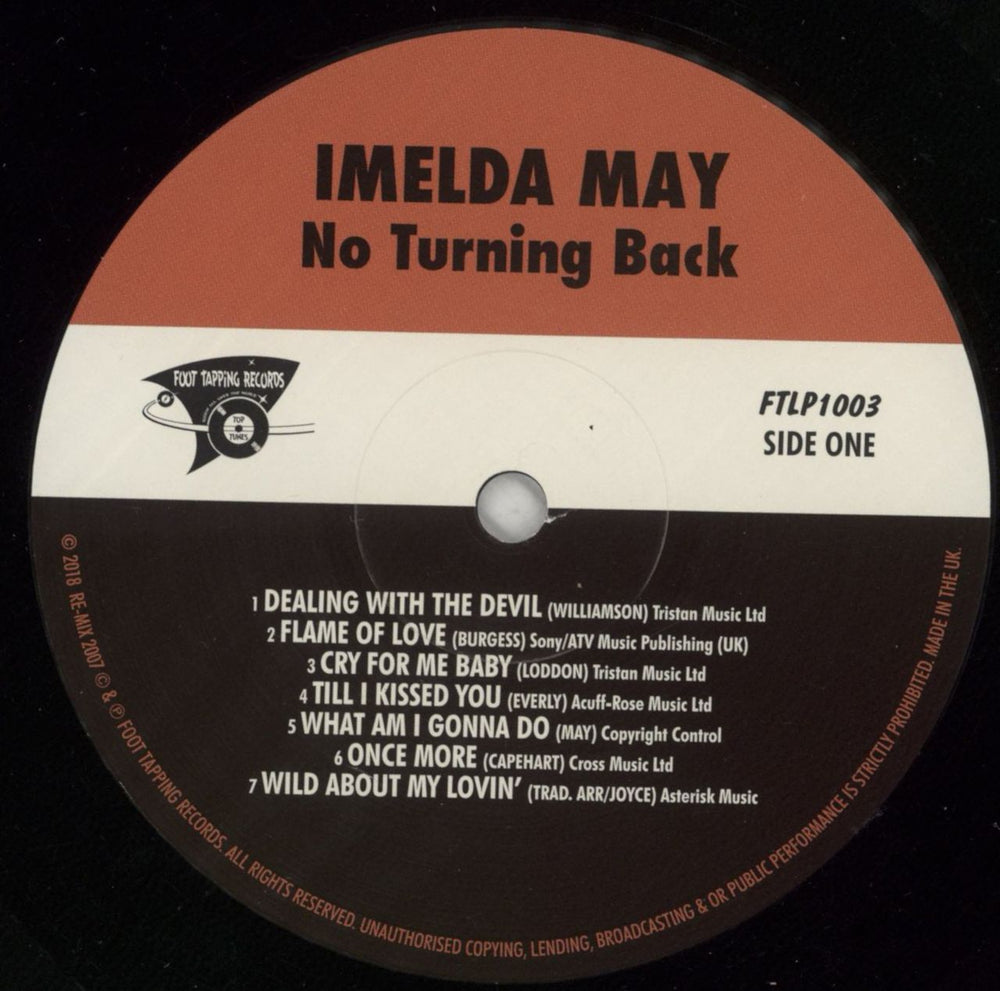 IMELDA MAY
No Turning Back
FOOT TAPPING RECORDS
TOP
TUNES
FTLP1003
SIDE ONE
1 DEALING WITH THE DEVIL (WILLIAMSON) Tristan Music Ltd
2 FLAME OF LOVE (BURGESS) Sony/ATV Music Publishing (UK)
3 CRY FOR ME BABY (LODDON) Tristan Music Ltd
4 TILL I KISSED YOU (EVERLY) Acuff-Rose Music Ltd
5 WHAT AM I GONNA DO (MAY) Copyright Control
6 ONCE MORE (CAPEHART) Cross Music Ltd
7 WILD ABOUT MY LOVIN' (TRAD. ARR/JOYCE) Asterisk Music
© 2018 RE-MIX 2007 © & ℗ FOOT TAPPING RECORDS. ALL RIGHTS RESERVED. UNAUTHORISED COPYING, LENDING, BROADCASTING & OR PUBLIC PERFORMANCE IS STRICTLY PROHIBITED. MADE IN THE UK.